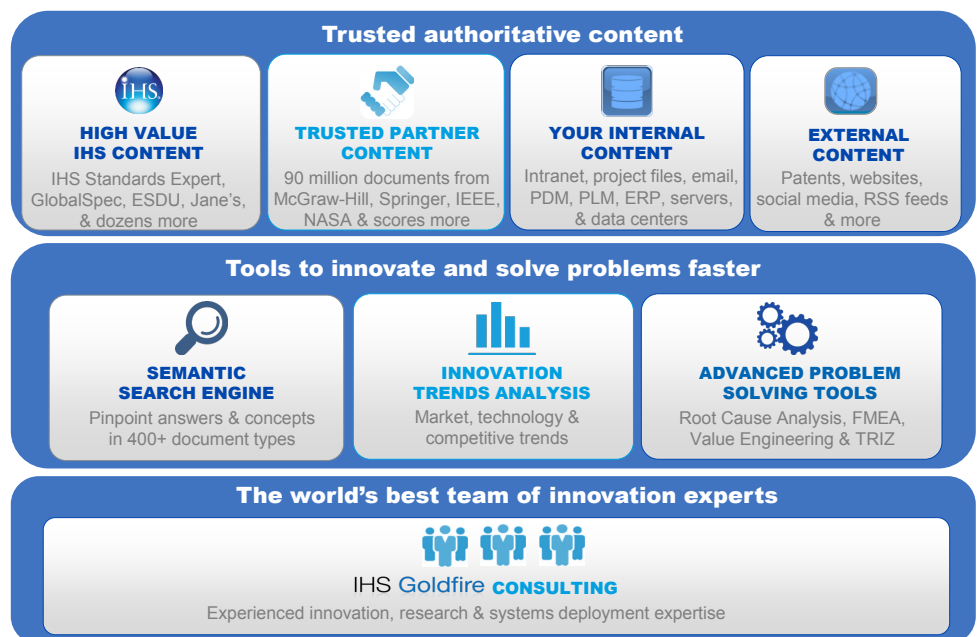 Trusted authoritative content
IHS
HIGH VALUE
IHS CONTENT
IHS Standards Expert,
GlobalSpec, ESDU, Jane's,
& dozens more
TRUSTED PARTNER
CONTENT
90 million documents from
McGraw-Hill, Springer, IEEE,
NASA & scores more
YOUR INTERNAL
CONTENT
Intranet, project files, email,
PDM, PLM, ERP, servers,
& data centers
EXTERNAL
CONTENT
Patents, websites,
social media, RSS feeds
& more
Tools to innovate and solve problems faster
SEMANTIC
SEARCH ENGINE
Pinpoint answers & concepts
in 400+ document types
INNOVATION
TRENDS ANALYSIS
Market, technology &
competitive trends
ADVANCED PROBLEM
SOLVING TOOLS
Root Cause Analysis, FMEA,
Value Engineering & TRIZ
The world's best team of innovation experts
IHS Goldfire CONSULTING
Experienced innovation, research & systems deployment expertise